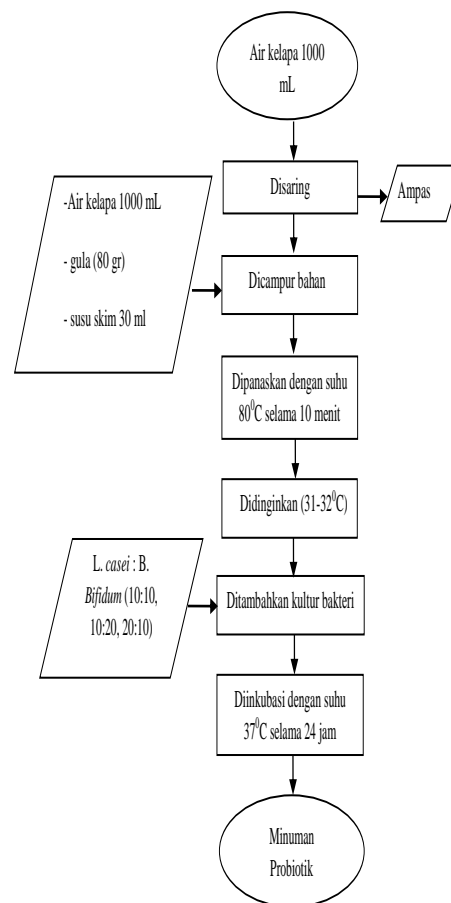 Air kelapa 1000
mL
Disaring
Ampas
-Air kelapa 1000 mL
- gula (80 gr)
- susu skim 30 ml
Dicampur bahan
Dipanaskan dengan suhu
80⁰C selama 10 menit
Didinginkan (31-32⁰C)
L. casei : B.
Bifidum (10:10,
10:20, 20:10)
Ditambahkan kultur bakteri
Diinkubasi dengan suhu
37⁰C selama 24 jam
Minuman
Probiotik